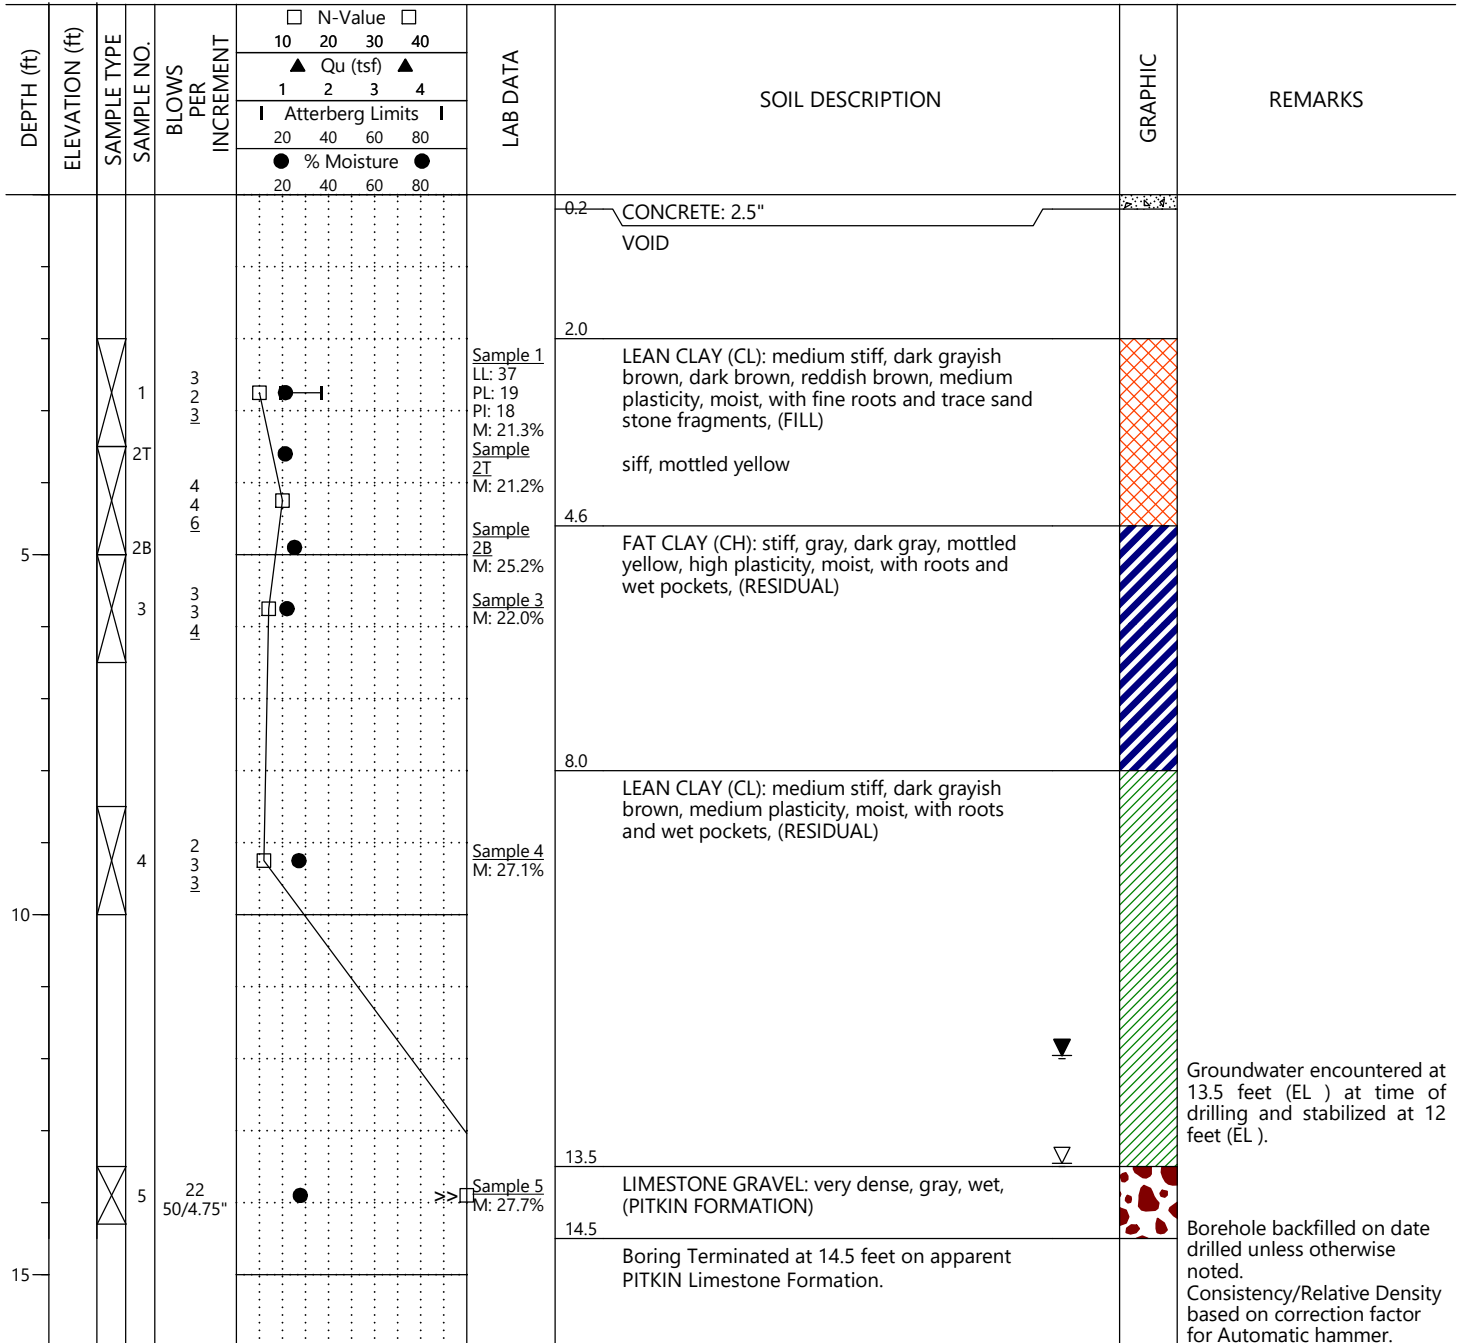 DEPTH (ft)
ELEVATION (ft)
SAMPLE TYPE
SAMPLE NO.
BLOWS
PER
INCREMENT
N-Value
10 20 30 40
Qu (tsf)
1 2 3 4
Atterberg Limits
20 40 60 80
% Moisture
20 40 60 80
LAB DATA
SOIL DESCRIPTION
GRAPHIC
REMARKS
0.2
CONCRETE: 2.5"
VOID
2.0
1
3
2
3
Sample 1
LL: 37
PL: 19
PI: 18
M: 21.3%
LEAN CLAY (CL): medium stiff, dark grayish
brown, dark brown, reddish brown, medium
plasticity, moist, with fine roots and trace sand
stone fragments, (FILL)
2T
Sample
2T
M: 21.2%
siff, mottled yellow
4
4
6
4.6
2B
Sample
2B
M: 25.2%
5
FAT CLAY (CH): stiff, gray, dark gray, mottled
yellow, high plasticity, moist, with roots and
wet pockets, (RESIDUAL)
3
3
3
4
Sample 3
M: 22.0%
8.0
LEAN CLAY (CL): medium stiff, dark grayish
brown, medium plasticity, moist, with roots
and wet pockets, (RESIDUAL)
4
2
3
3
Sample 4
M: 27.1%
10
Groundwater encountered at
13.5 feet (EL ) at time of
drilling and stabilized at 12
feet (EL ).
13.5
5
22
50/4.75"
>>
Sample 5
M: 27.7%
LIMESTONE GRAVEL: very dense, gray, wet,
(PITKIN FORMATION)
14.5
Boring Terminated at 14.5 feet on apparent
PITKIN Limestone Formation.
15
Borehole backfilled on date
drilled unless otherwise
noted.
Consistency/Relative Density
based on correction factor
for Automatic hammer.